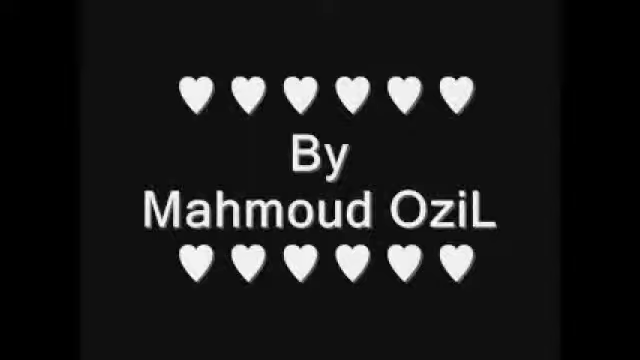 ♥ ♥ ♥ ♥ ♥ ♥
By
Mahmoud OziL
♥ ♥ ♥ ♥ ♥ ♥